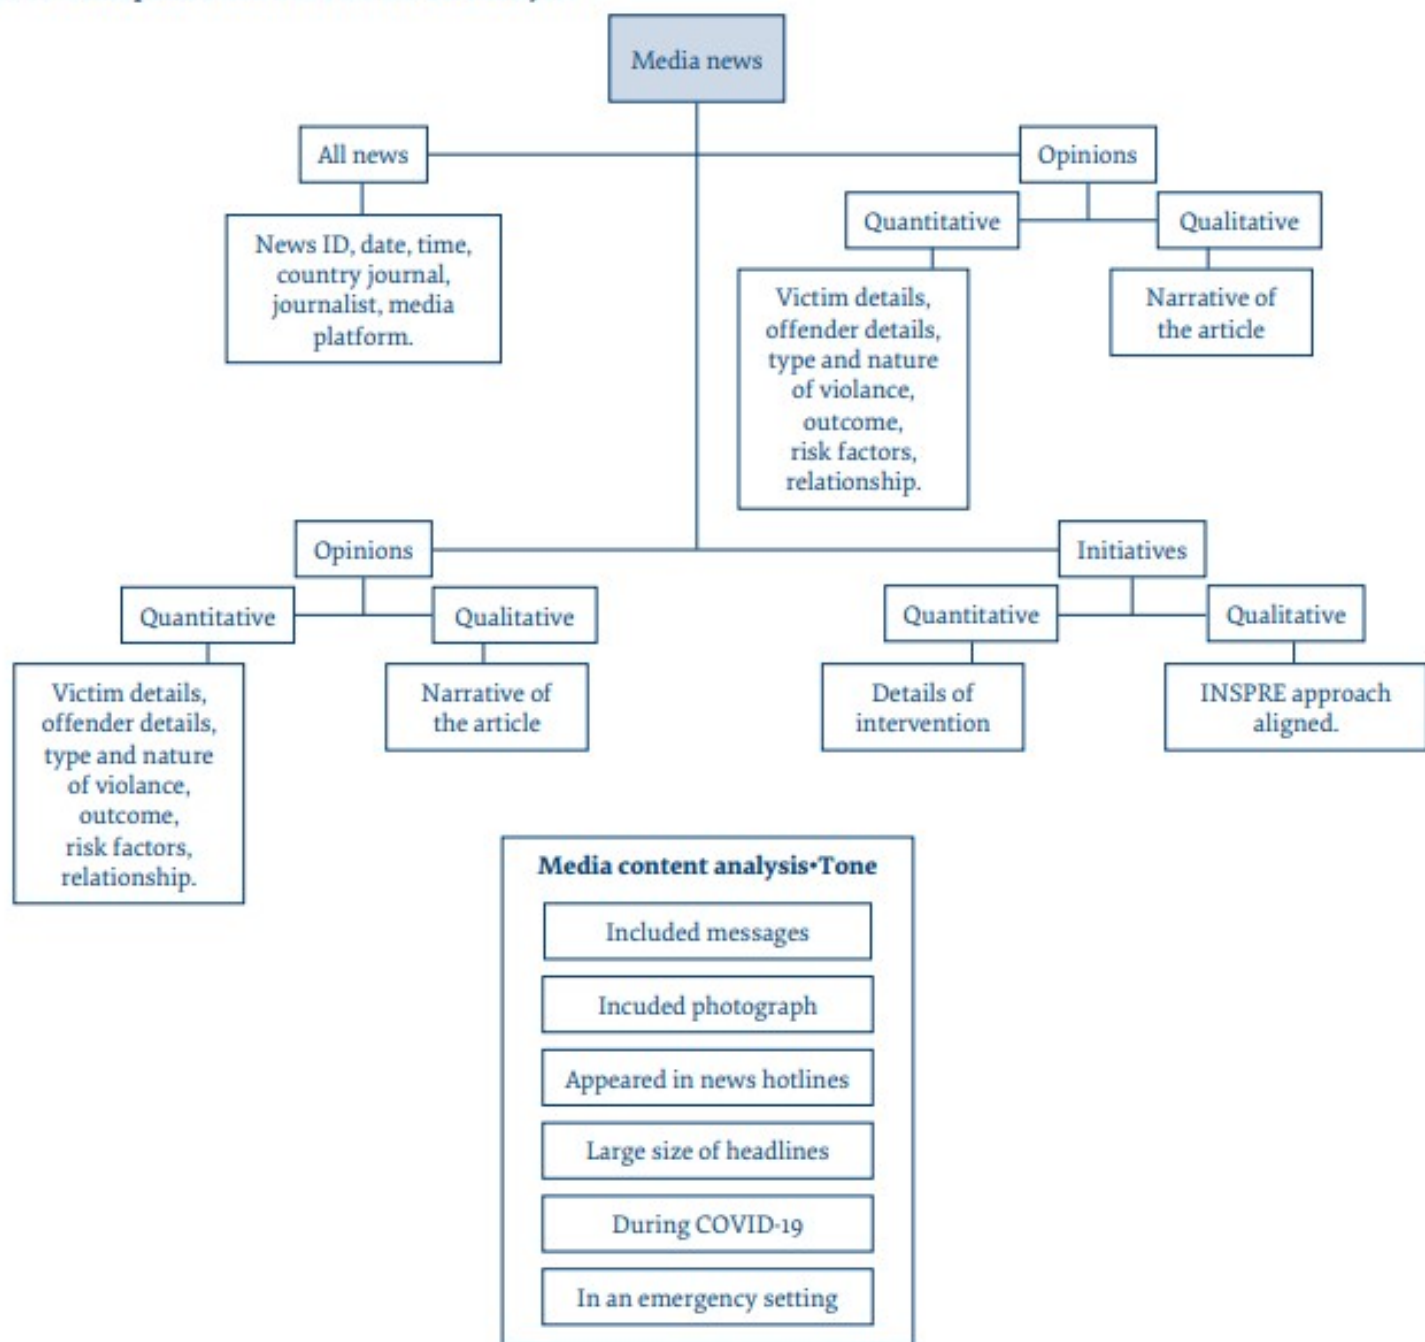 Media news
All news
Opinions
News ID, date, time,
country journal,
journalist, media
platform.
Quantitative
Qualitative
Victim details,
offender details,
type and nature
of violance,
outcome,
risk factors,
relationship.
Narrative of
the article
Opinions
Initiatives
Quantitative
Qualitative
Quantitative
Qualitative
Victim details,
offender details,
type and nature
of violance,
outcome,
risk factors,
relationship.
Narrative of
the article
Details of
intervention
INSPRE approach
aligned.
Media content analysis•Tone
Included messages
Incuded photograph
Appeared in news hotlines
Large size of headlines
During COVID-19
In an emergency setting